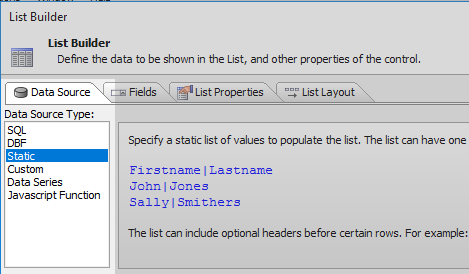 List Builder
List Builder
Define the data to be shown in the List, and other properties of the control.
Data Source
Fields
List Properties
List Layout
Data Source Type:
SQL
DBF
Static
Custom
Data Series
Javascript Function
Specify a static list of values to populate the list. The list can have one
Firstname|Lastname
John|Jones
Sally|Smithers
The list can include optional headers before certain rows. For example: